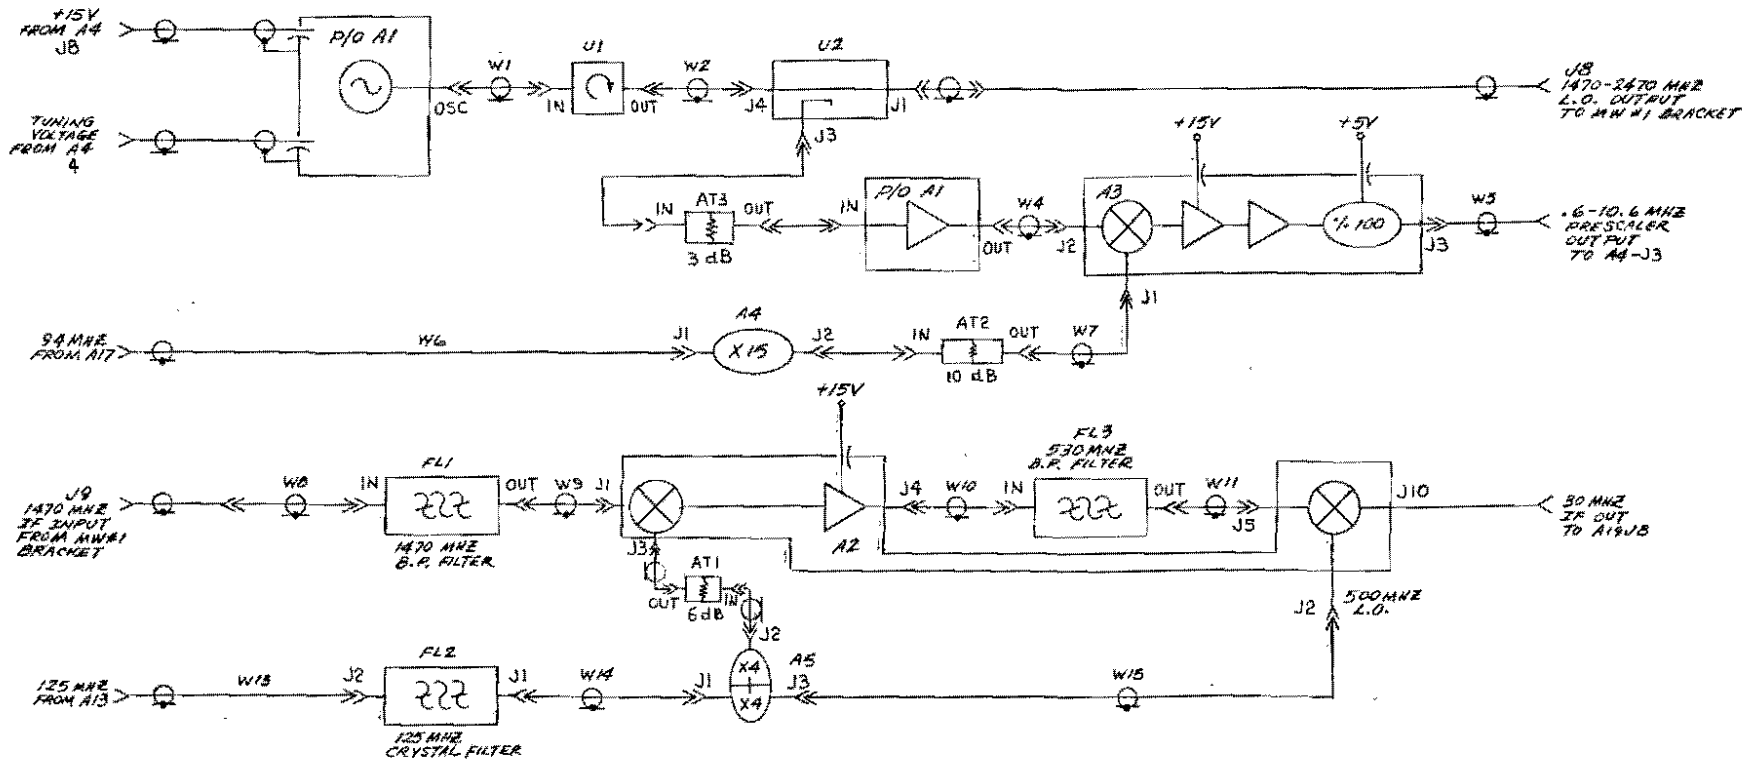 +15V
FROM A4
J8
P/O A1
OSC
W1
IN
U1
OUT
W2
J4
U2
J1
J3
J8
1470-2470 MHZ
L.O. OUTPUT
TO MW #1 BRACKET
TUNING
VOLTAGE
FROM A4
4
IN
AT3
OUT
3 dB
IN
P/O A1
OUT
W4
J2
A3
+15V
+5V
% 100
J3
W5
.6-10.6 MHZ
PRESCALER
OUTPUT
TO A4-J3
J1
94 MHZ
FROM A17
W6
J1
A4
X15
J2
IN
AT2
OUT
10 dB
W7
+15V
J9
1470 MHZ
IF INPUT
FROM MW#1
BRACKET
W8
IN
FL1
OUT
1470 MHZ
B.P. FILTER
W9
J1
J3
A2
J4
W10
IN
FL3
530 MHZ
B.P. FILTER
OUT
W11
J5
J10
30 MHZ
IF OUT
AT1
OUT
IN
6 dB
J2
J2
500 MHZ
L.O.
125 MHZ
FROM A13
W13
J2
FL2
J1
125 MHZ
CRYSTAL FILTER
W14
J1
X4
X4
A5
J3
W15